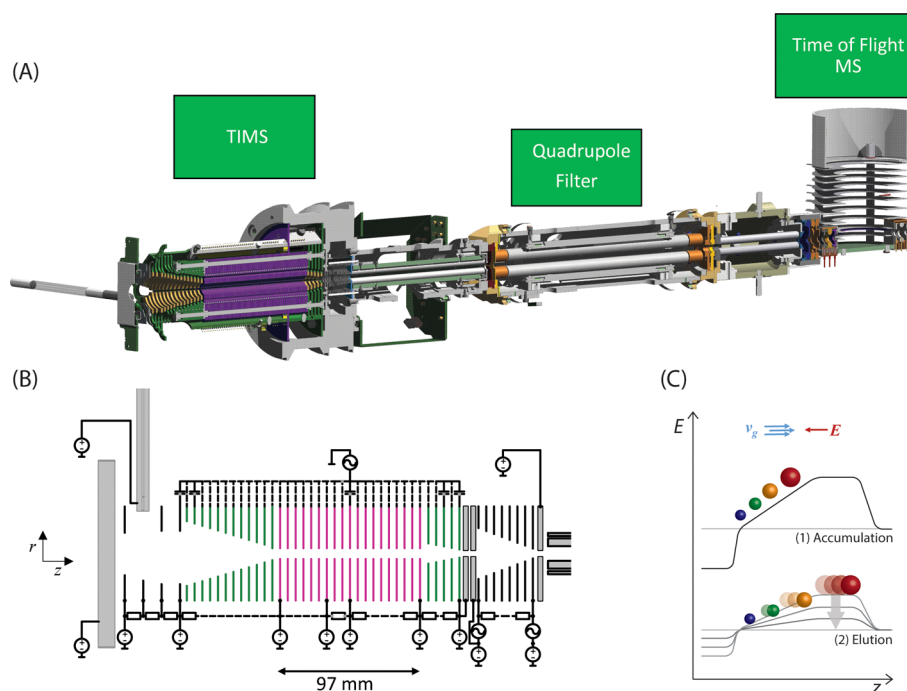 (A)
TIMS
Quadrupole
Filter
Time of Flight
MS
(B)
r
z
97 mm
(C)
E
v_g
E
(1) Accumulation
(2) Elution
z